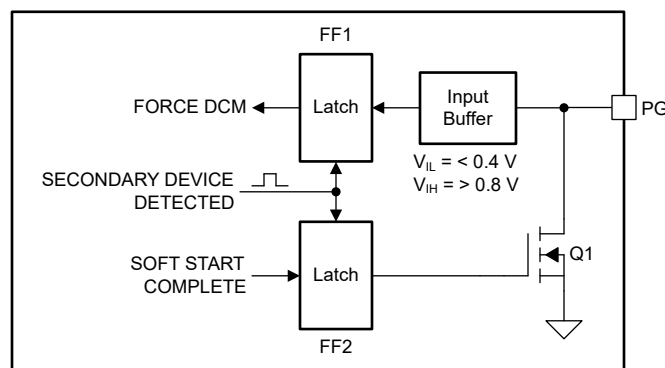 FF1
FORCE DCM
Latch
Input
Buffer
PG
V_IL = < 0.4 V
V_IH = > 0.8 V
SECONDARY DEVICE
DETECTED
SOFT START
COMPLETE
Latch
Q1
FF2